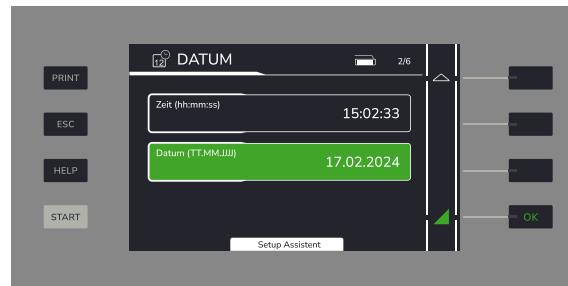 DATUM
2/6
12
PRINT
Zeit (hh:mm:ss)
15:02:33
ESC
Datum (TT.MM.JJJJ)
17.02.2024
HELP
START
OK
Setup Assistent